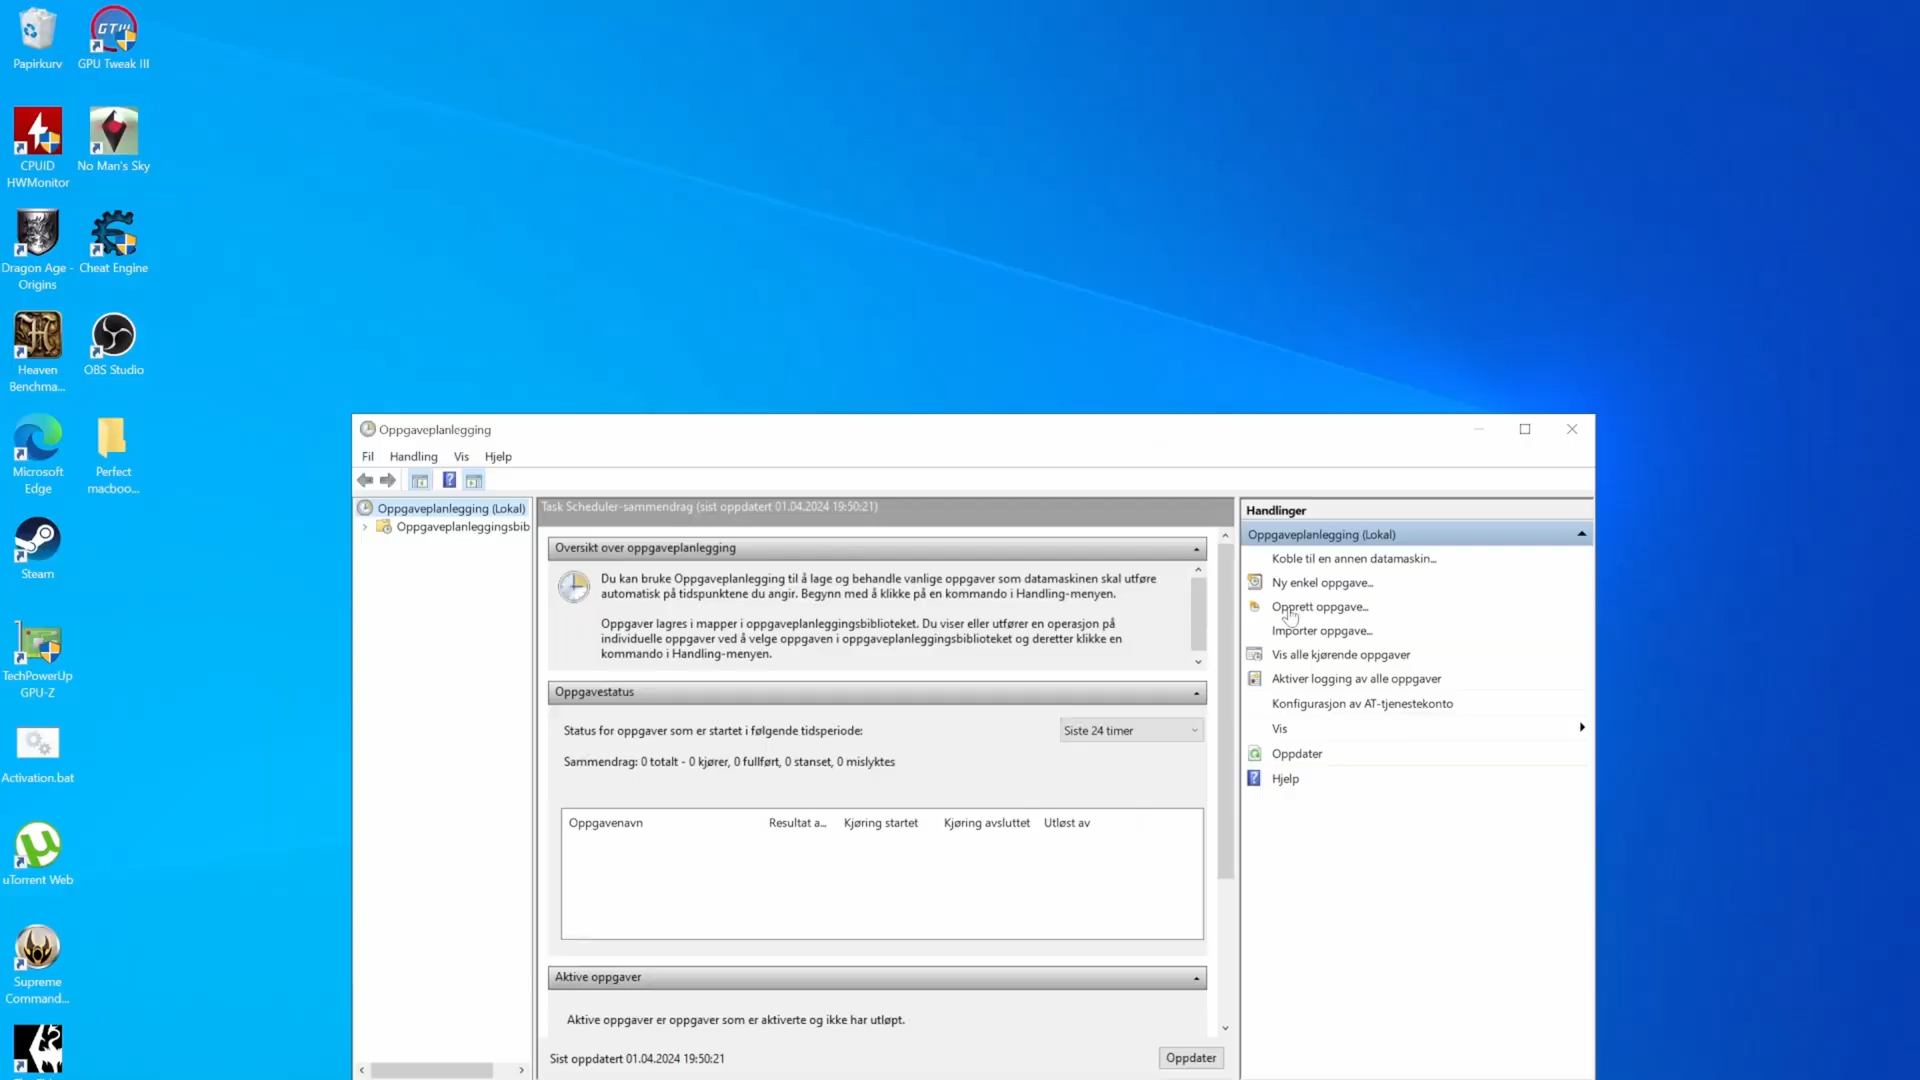 Papirkurv
GPU Tweak III
CPUID
HWMonitor
No Man's Sky
Dragon Age -
Origins
Cheat Engine
Heaven
Benchma...
OBS Studio
Microsoft
Edge
Perfect
macboo...
Steam
TechPowerUp
GPU-Z
Activation.bat
uTorrent Web
Supreme
Command...
Oppgaveplanlegging
Fil
Handling
Vis
Hjelp
Oppgaveplanlegging (Lokal)
Oppgaveplanleggingsbib
Task Scheduler-sammendrag (sist oppdatert 01.04.2024 19:50:21)
Oversikt over oppgaveplanlegging
Du kan bruke Oppgaveplanlegging til å lage og behandle vanlige oppgaver som datamaskinen skal utføre
automatisk på tidspunktene du angir. Begynn med å klikke på en kommando i Handling-menyen.
Oppgaver lagres i mapper i oppgaveplanleggingsbiblioteket. Du viser eller utfører en operasjon på
individuelle oppgaver ved å velge oppgaven i oppgaveplanleggingsbiblioteket og deretter klikke en
kommando i Handling-menyen.
Oppgavestatus
Status for oppgaver som er startet i følgende tidsperiode:
Siste 24 timer
Sammendrag: 0 totalt - 0 kjører, 0 fullført, 0 stanset, 0 mislyktes
Oppgavenavn
Resultat a...
Kjøring startet
Kjøring avsluttet
Utløst av
Aktive oppgaver
Aktive oppgaver er oppgaver som er aktiverte og ikke har utløpt.
Sist oppdatert 01.04.2024 19:50:21
Oppdater
Handlinger
Oppgaveplanlegging (Lokal)
Koble til en annen datamaskin...
Ny enkel oppgave...
Opprett oppgave...
Importer oppgave...
Vis alle kjørende oppgaver
Aktiver logging av alle oppgaver
Konfigurasjon av AT-tjenestekonto
Vis
Oppdater
Hjelp